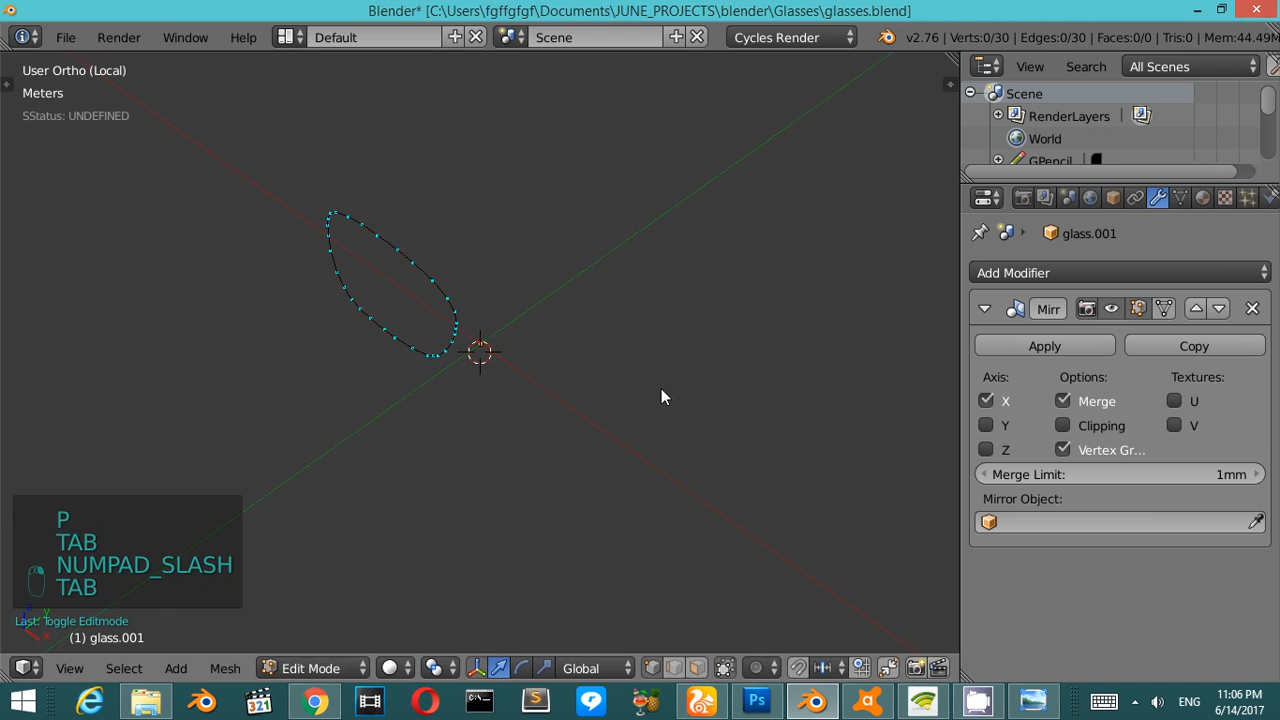 Blender* [C:\Users\fgffgfgf\Documents\JUNE_PROJECTS\blender\Glasses\glasses.blend]
File Render Window Help Default Scene Cycles Render v2.76 | Verts:0/30 | Edges:0/30 | Faces:0/0 | Tris:0 | Mem:44.49M
User Ortho (Local)
Meters
SStatus: UNDEFINED
View Search All Scenes
Scene
RenderLayers
World
GPencil
glass.001
Add Modifier
Mirr
Apply Copy
Axis: Options: Textures:
X Merge U
Y Clipping V
Z Vertex Gr...
Merge Limit: 1mm
Mirror Object:
P
TAB
NUMPAD_SLASH
TAB
Last: Toggle Editmode
(1) glass.001
z
y
x
View Select Add Mesh Edit Mode Global
Ps
ENG
11:06 PM
6/14/2017